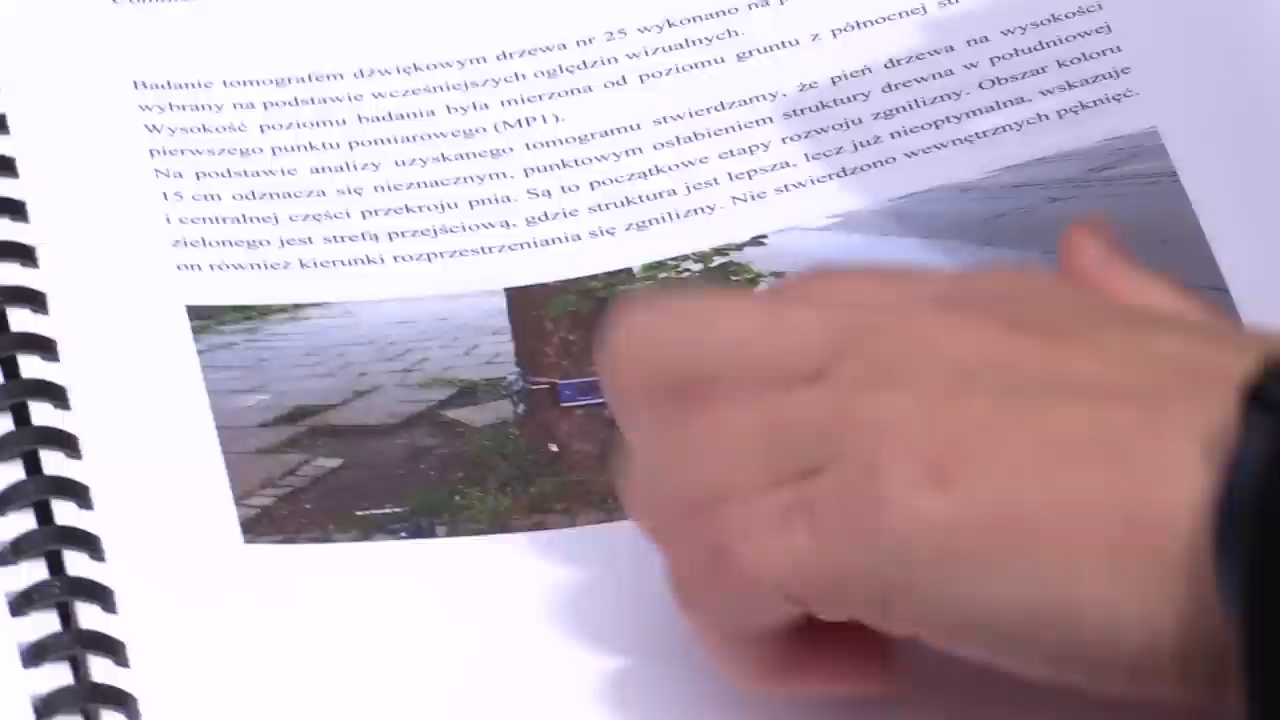 Badanie tomografem dźwiękowym drzewa nr 25 wykonano na
wybrany na podstawie wcześniejszych oględzin wizualnych.
Wysokość poziomu badania była mierzona od poziomu gruntu z północnej
pierwszego punktu pomiarowego (MP1).
Na podstawie analizy uzyskanego tomogramu stwierdzamy, że pień drzewa na wysokości
15 cm odznacza się nieznacznym, punktowym osłabieniem struktury drewna w południowej
i centralnej części przekroju pnia. Są to początkowe etapy rozwoju zgnilizny. Obszar koloru
zielonego jest strefą przejściową, gdzie struktura jest lepsza, lecz już nieoptymalna, wskazuje
on również kierunki rozprzestrzeniania się zgnilizny. Nie stwierdzono wewnętrznych pęknięć.